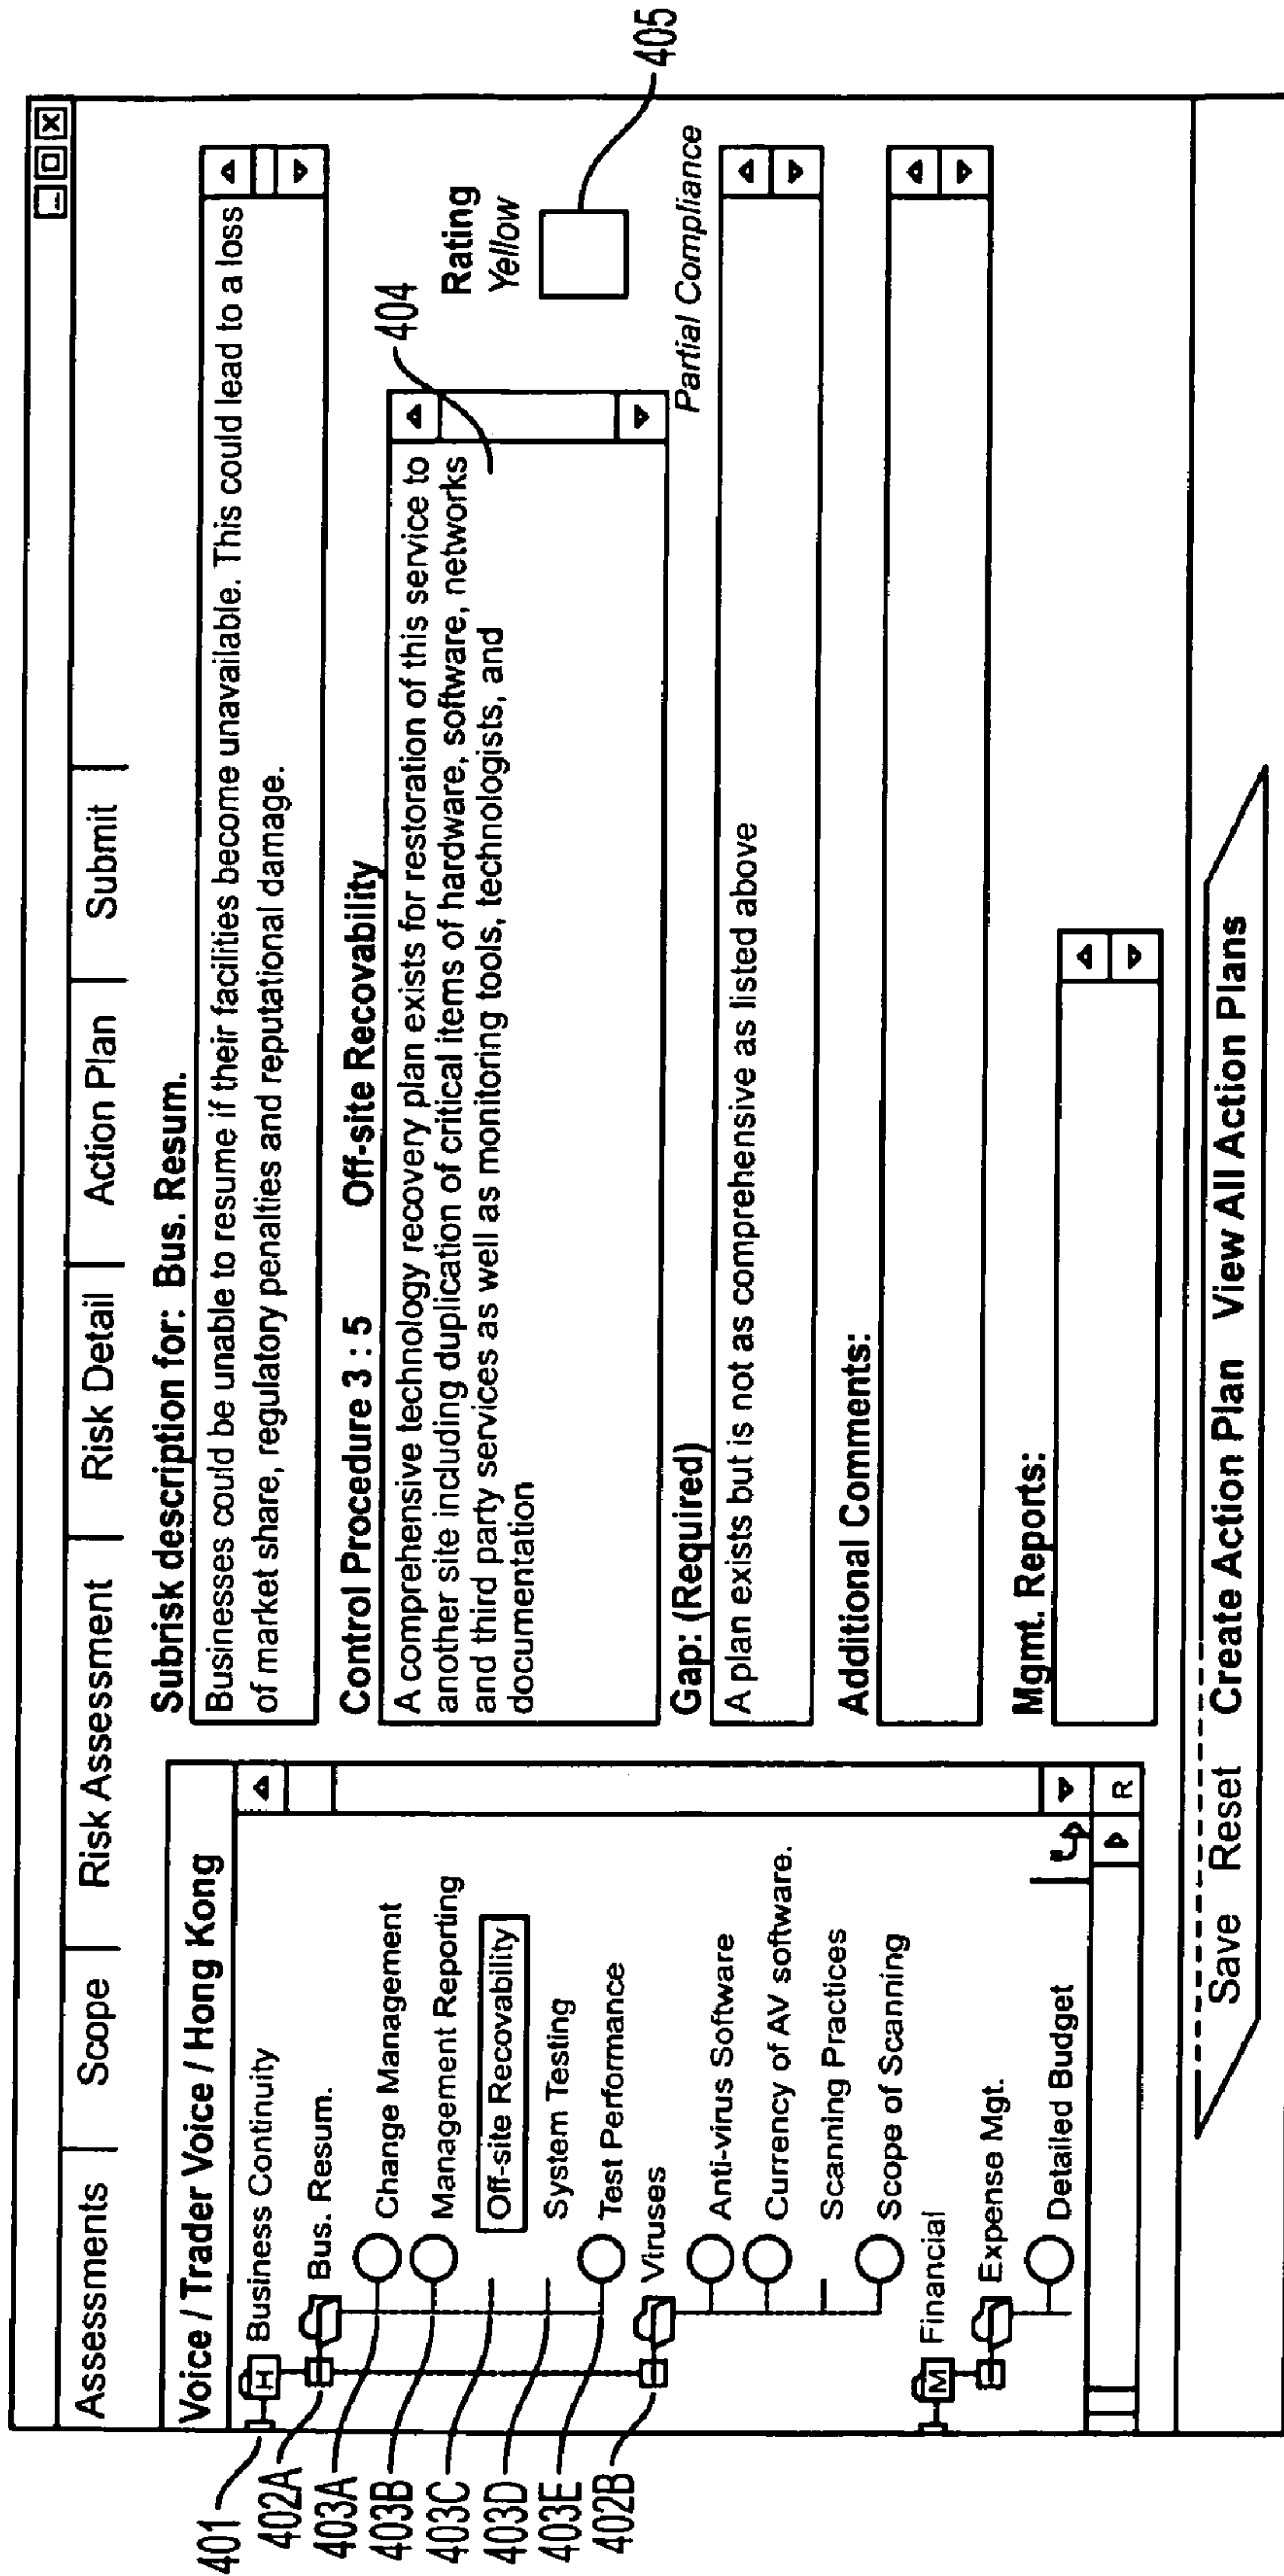 Assessments Scope Risk Assessment Risk Detail Action Plan Submit
Voice / Trader Voice / Hong Kong
H Business Continuity
Bus. Resum.
Change Management
Management Reporting
Off-site Recovability
System Testing
Test Performance
Viruses
Anti-virus Software
Currency of AV software.
Scanning Practices
Scope of Scanning
M Financial
Expense Mgt.
Detailed Budget
R
401
402A
403A
403B
403C
403D
403E
402B
Subrisk description for: Bus. Resum.
Businesses could be unable to resume if their facilities become unavailable. This could lead to a loss
of market share, regulatory penalties and reputational damage.
Control Procedure 3 : 5 Off-site Recovability
A comprehensive technology recovery plan exists for restoration of this service to
another site including duplication of critical items of hardware, software, networks
and third party services as well as monitoring tools, technologists, and
documentation
404
Rating
Yellow
405
Partial Compliance
Gap: (Required)
A plan exists but is not as comprehensive as listed above
Additional Comments:
Mgmt. Reports:
Save Reset Create Action Plan View All Action Plans